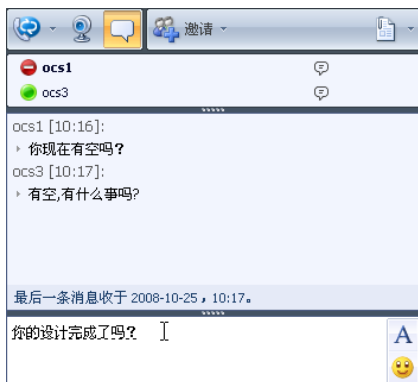 邀请
ocs1
ocs3
ocs1 [10:16]:
你现在有空吗?
ocs3 [10:17]:
有空,有什么事吗?
最后一条消息收于 2008-10-25，10:17。
你的设计完成了吗?
A